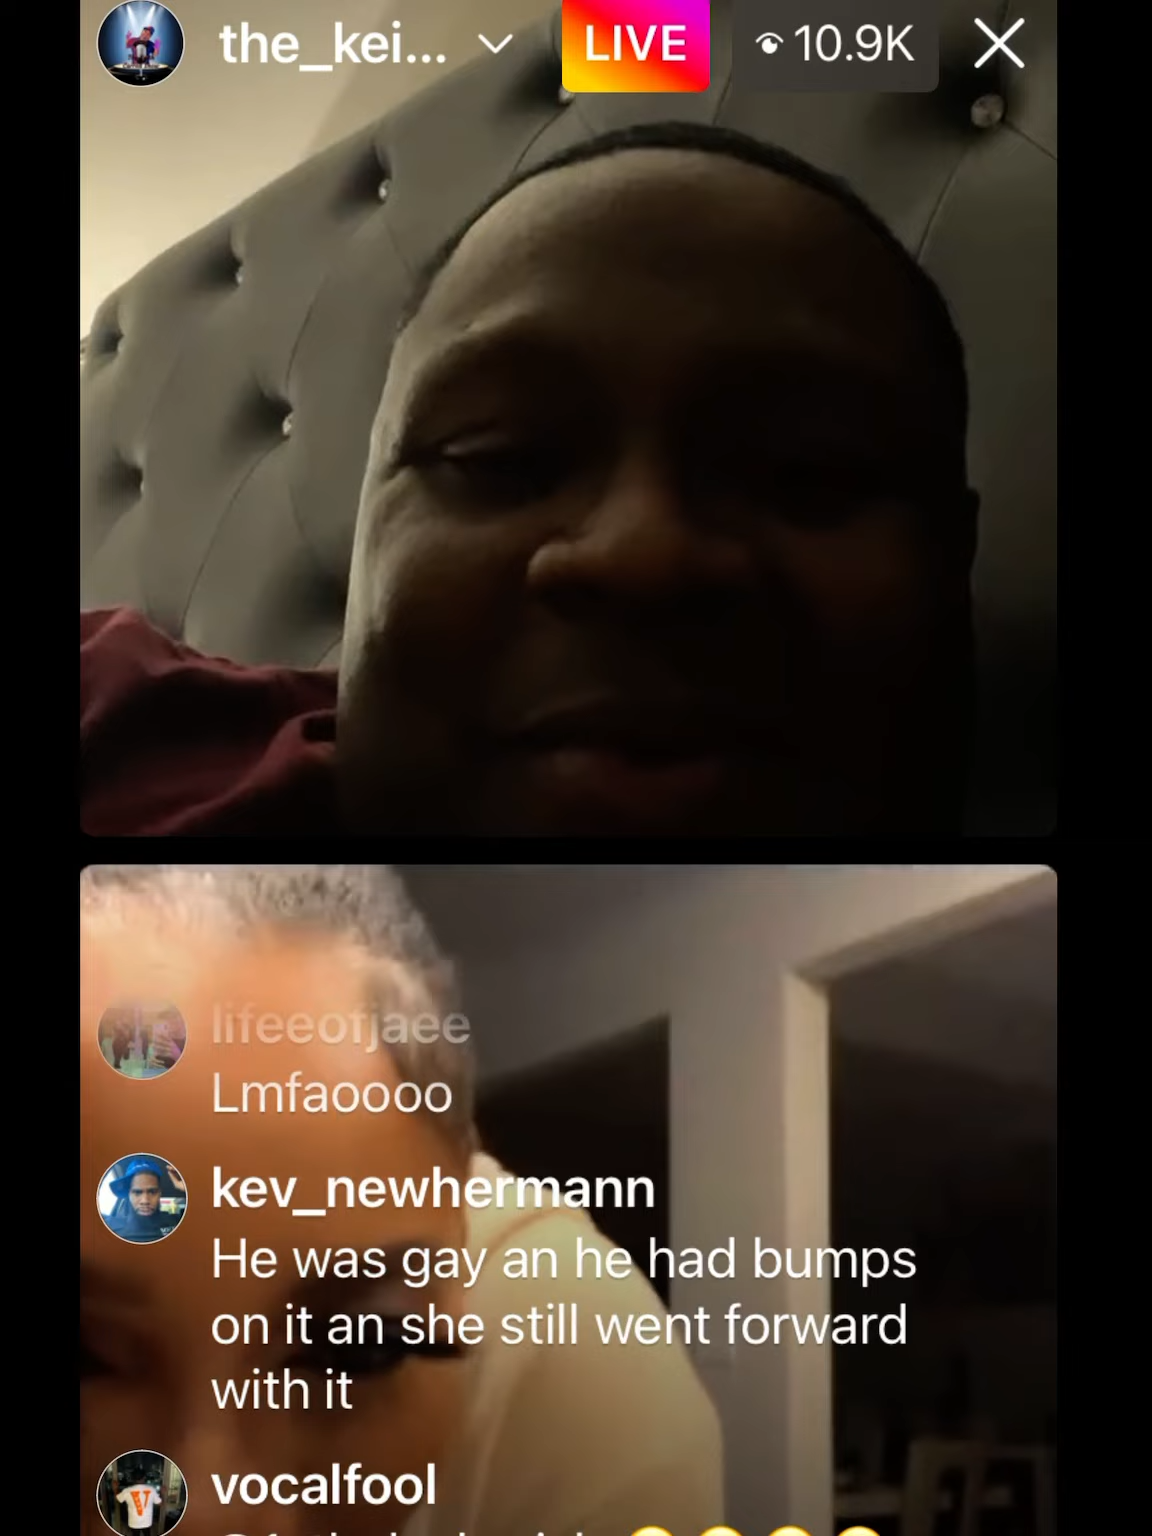 the_kei...
LIVE
10.9K
lifeeofjaee
Lmfaoooo
kev_newhermann
He was gay an he had bumps
on it an she still went forward
with it
vocalfool